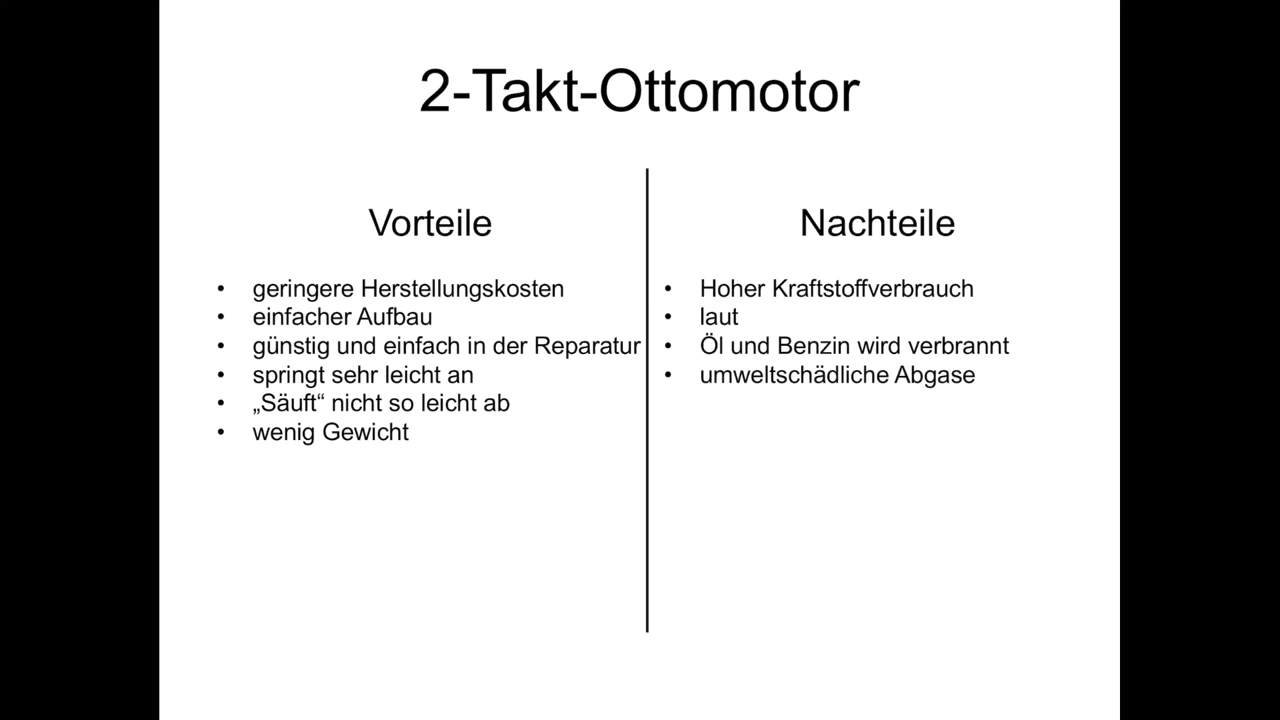 2-Takt-Ottomotor
Vorteile
• geringere Herstellungskosten
• einfacher Aufbau
• günstig und einfach in der Reparatur
• springt sehr leicht an
• „Säuft“ nicht so leicht ab
• wenig Gewicht
Nachteile
• Hoher Kraftstoffverbrauch
• laut
• Öl und Benzin wird verbrannt
• umweltschädliche Abgase